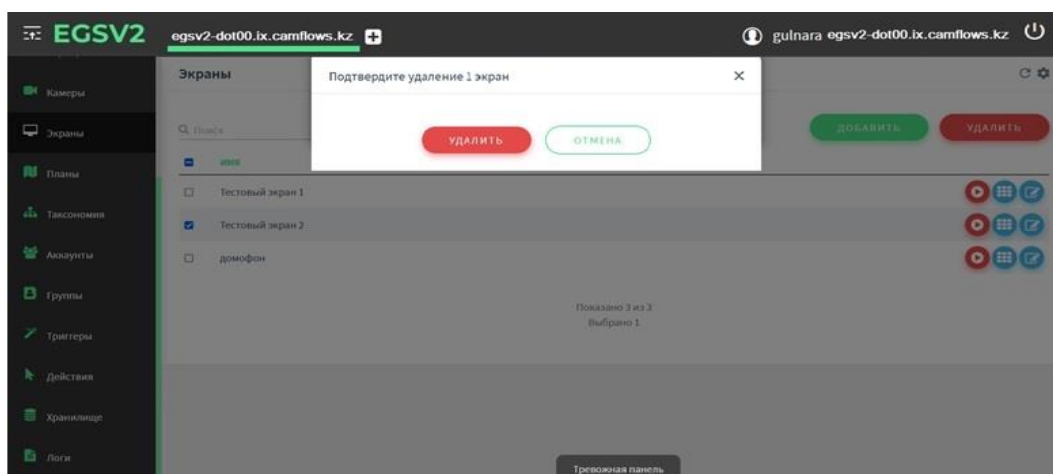 EGSV2
egsv2-dot00.ix.camflows.kz
gulnara egsv2-dot00.ix.camflows.kz
Камеры
Экраны
Планы
Таксономия
Аккаунты
Группы
Триггеры
Действия
Хранилище
Логи
Экраны
Подтвердите удаление 1 экран
×
УДАЛИТЬ
ОТМЕНА
Поиск
ДОБАВИТЬ
УДАЛИТЬ
ИМЯ
Тестовый экран 1
Тестовый экран 2
домофон
Показано 3 из 3
Выбрано 1
Тревожная панель